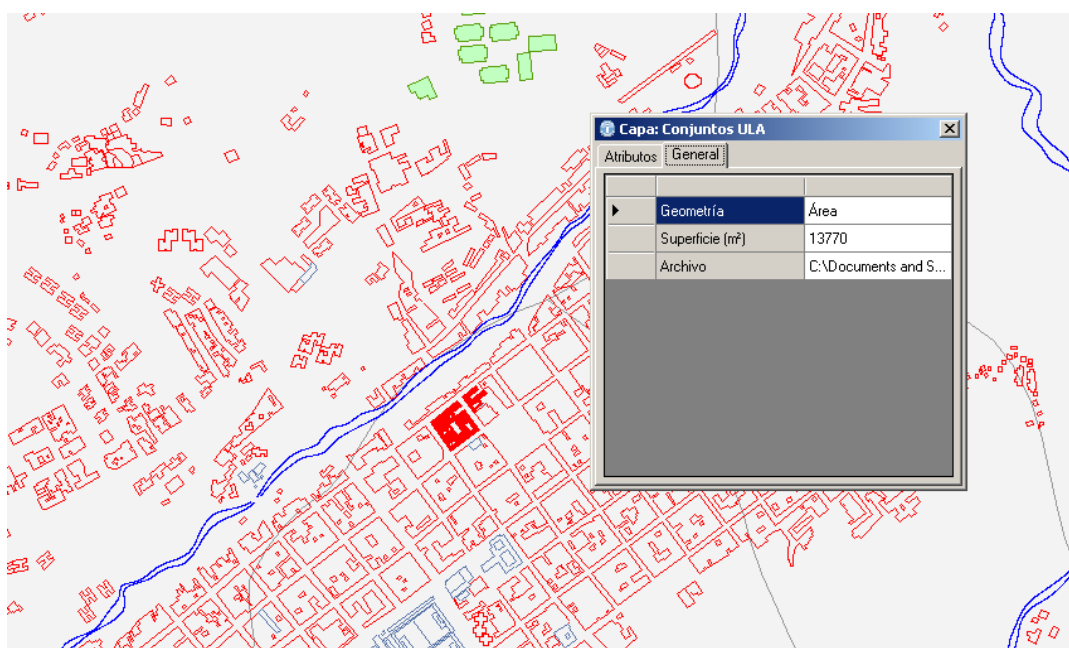 Capa: Conjuntos ULA
Atributos General
Geometría Área
Superficie (m²) 13770
Archivo C:\Documents and S...